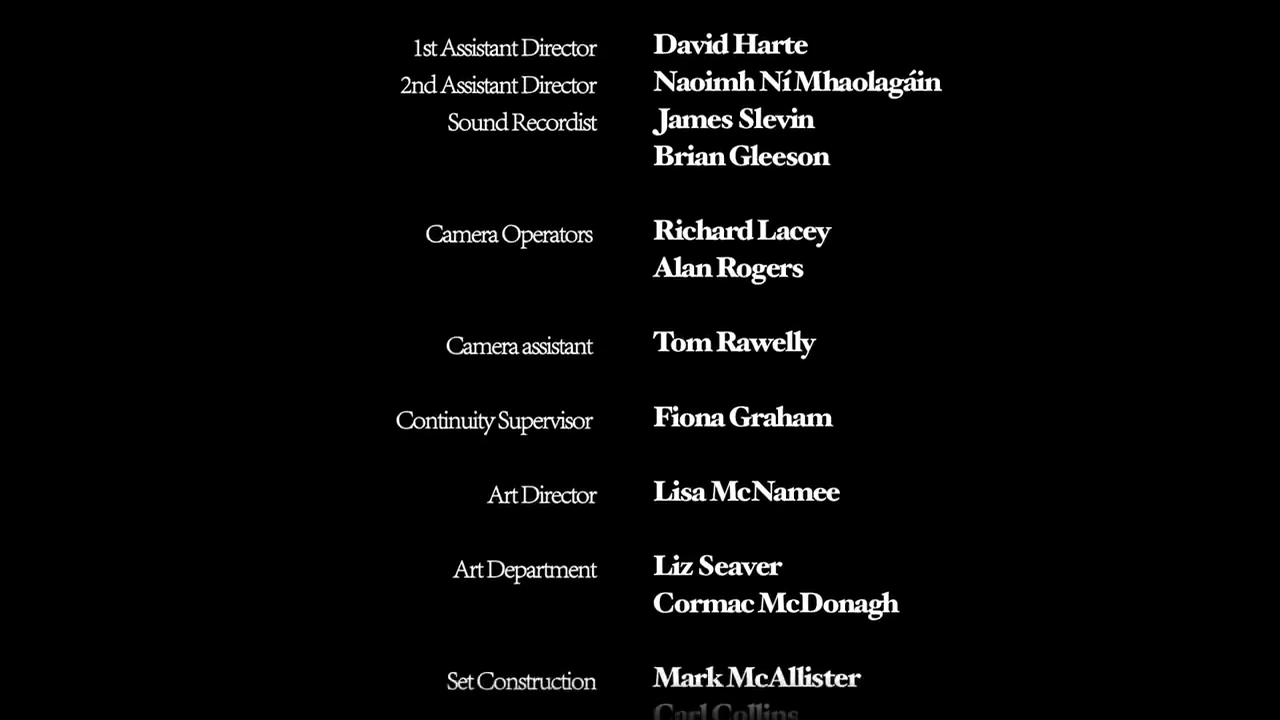 1st Assistant Director David Harte
2nd Assistant Director Naoimh Ní Mhaolagáin
Sound Recordist James Slevin
Brian Gleeson
Camera Operators Richard Lacey
Alan Rogers
Camera assistant Tom Rawelly
Continuity Supervisor Fiona Graham
Art Director Lisa McNamee
Art Department Liz Seaver
Cormac McDonagh
Set Construction Mark McAllister
Carl Collins